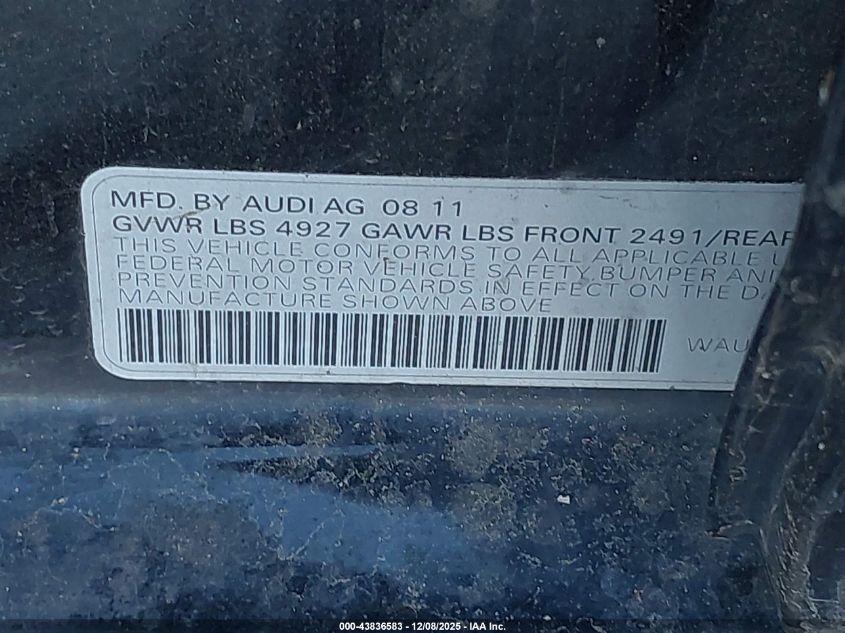 MFD. BY AUDI AG 08 11
GVWR LBS 4927 GAWR LBS FRONT 2491/REAR
THIS VEHICLE CONFORMS TO ALL APPLICABLE U
FEDERAL MOTOR VEHICLE SAFETY, BUMPER AND
PREVENTION STANDARDS IN EFFECT ON THE DA
MANUFACTURE SHOWN ABOVE
WAU
000-43836583 - 12/08/2025 - IAA Inc.